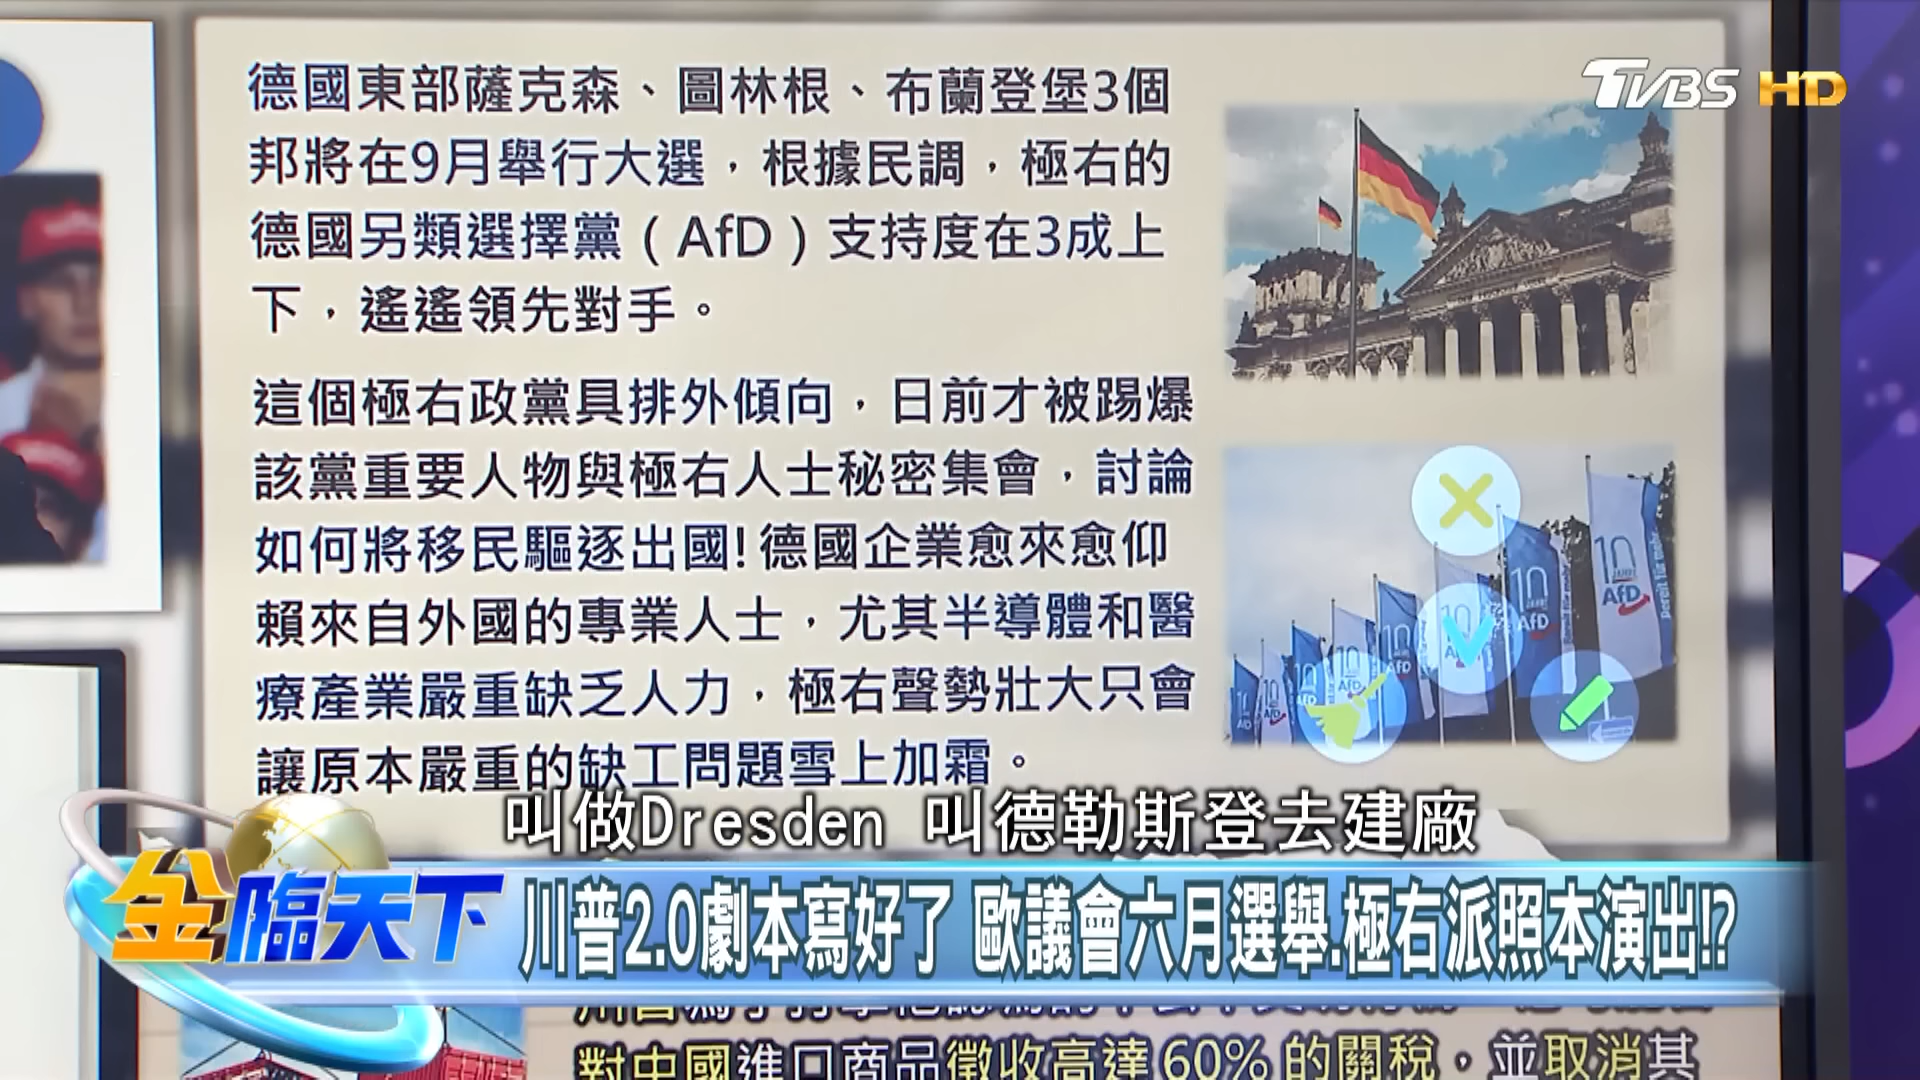 TVBS HD
德國東部薩克森、圖林根、布蘭登堡3個
邦將在9月舉行大選，根據民調，極右的
德國另類選擇黨（AfD）支持度在3成上
下，遙遙領先對手。
這個極右政黨具排外傾向，日前才被踢爆
該黨重要人物與極右人士秘密集會，討論
如何將移民驅逐出國!德國企業愈來愈仰
賴來自外國的專業人士，尤其半導體和醫
療產業嚴重缺乏人力，極右聲勢壯大只會
讓原本嚴重的缺工問題雪上加霜。
10
AfD
10
AfD
叫做Dresden 叫德勒斯登去建廠
金臨天下
川普2.0劇本寫好了 歐議會六月選舉.極右派照本演出!?
對中國進口商品徵收高達60%的關稅，並取消其